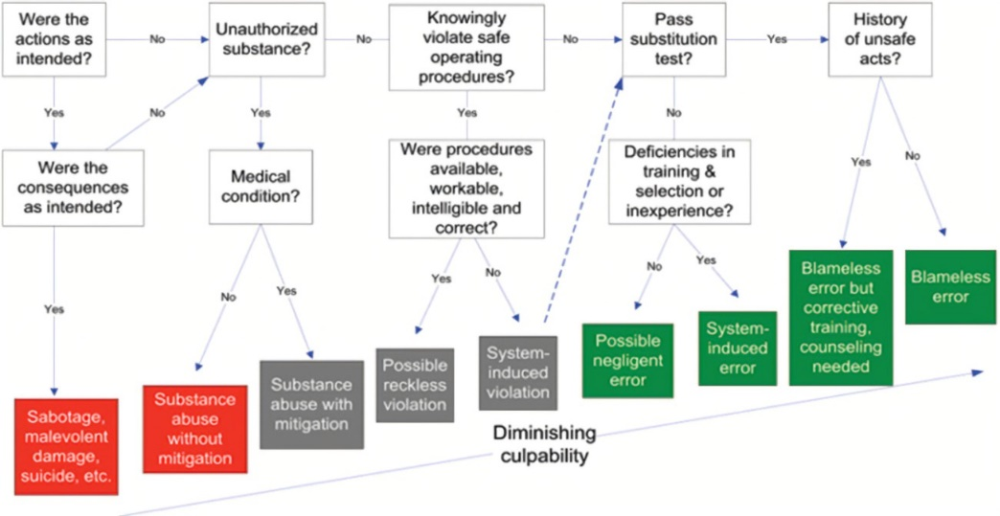 Were the
actions as
intended?
No
Unauthorized
substance?
No
Knowingly
violate safe
operating
procedures?
No
Pass
substitution
test?
Yes
History
of unsafe
acts?
Yes
No
Yes
Yes
No
Yes
No
Were the
consequences
as intended?
Medical
condition?
Were procedures
available,
workable,
intelligible and
correct?
Deficiencies in
training &
selection or
inexperience?
Yes
No
Yes
Yes
No
No
Yes
Sabotage,
malevolent
damage,
suicide, etc.
Substance
abuse
without
mitigation
Substance
abuse with
mitigation
Possible
reckless
violation
System-
induced
violation
Possible
negligent
error
System-
induced
error
Blameless
error but
corrective
training,
counseling
needed
Blameless
error
Diminishing
culpability